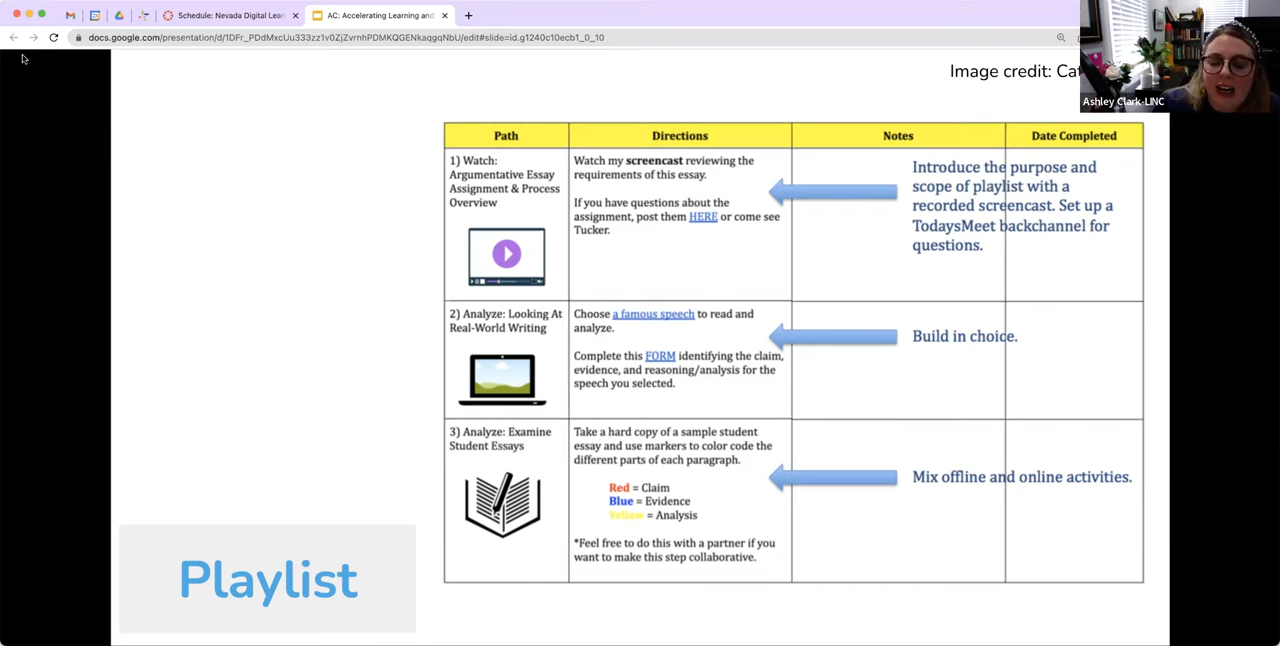 Schedule: Nevada Digital Lear
AC: Accelerating Learning and
docs.google.com/presentation/d/1DFr_PDdMxcUu333zz1v0ZjZvrnhPDMKQGENkaqgqNbU/edit#slide=id.g1240c10ecb1_0_10
Image credit: Cat
Ashley Clark-LINC
Path
Directions
Notes
Date Completed
1) Watch:
Argumentative Essay
Assignment & Process
Overview
Watch my screencast reviewing the
requirements of this essay.
If you have questions about the
assignment, post them HERE or come see
Tucker.
Introduce the purpose and
scope of playlist with a
recorded screencast. Set up a
TodaysMeet backchannel for
questions.
2) Analyze: Looking At
Real-World Writing
Choose a famous speech to read and
analyze.
Complete this FORM identifying the claim,
evidence, and reasoning/analysis for the
speech you selected.
Build in choice.
3) Analyze: Examine
Student Essays
Take a hard copy of a sample student
essay and use markers to color code the
different parts of each paragraph.
Red = Claim
Blue = Evidence
Yellow = Analysis
*Feel free to do this with a partner if you
want to make this step collaborative.
Mix offline and online activities.
Playlist